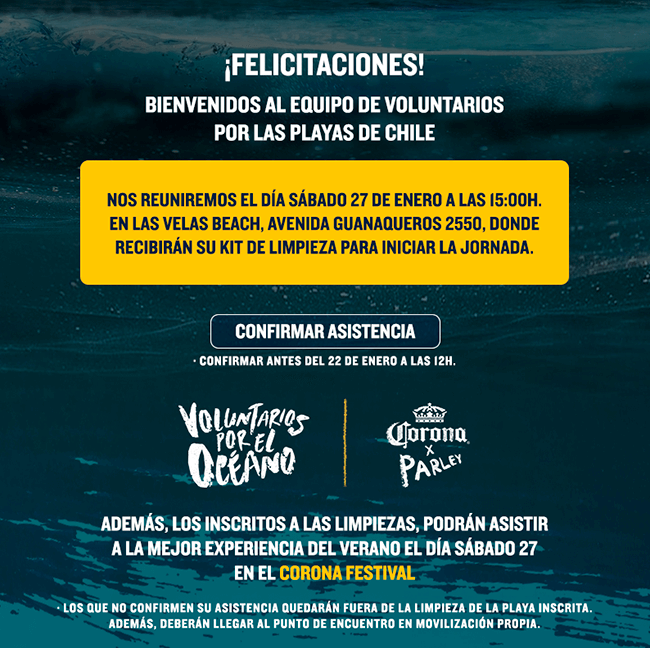 ¡FELICITACIONES!
BIENVENIDOS AL EQUIPO DE VOLUNTARIOS
POR LAS PLAYAS DE CHILE
NOS REUNIREMOS EL DÍA SÁBADO 27 DE ENERO A LAS 15:00H.
EN LAS VELAS BEACH, AVENIDA GUANAQUEROS 2550, DONDE
RECIBIRÁN SU KIT DE LIMPIEZA PARA INICIAR LA JORNADA.
CONFIRMAR ASISTENCIA
· CONFIRMAR ANTES DEL 22 DE ENERO A LAS 12H.
VOLUNTARIOS
POR EL
OCÉANO
Corona
X
PARLEY
ADEMÁS, LOS INSCRITOS A LAS LIMPIEZAS, PODRÁN ASISTIR
A LA MEJOR EXPERIENCIA DEL VERANO EL DÍA SÁBADO 27
EN EL CORONA FESTIVAL
· LOS QUE NO CONFIRMEN SU ASISTENCIA QUEDARÁN FUERA DE LA LIMPIEZA DE LA PLAYA INSCRITA.
ADEMÁS, DEBERÁN LLEGAR AL PUNTO DE ENCUENTRO EN MOVILIZACIÓN PROPIA.